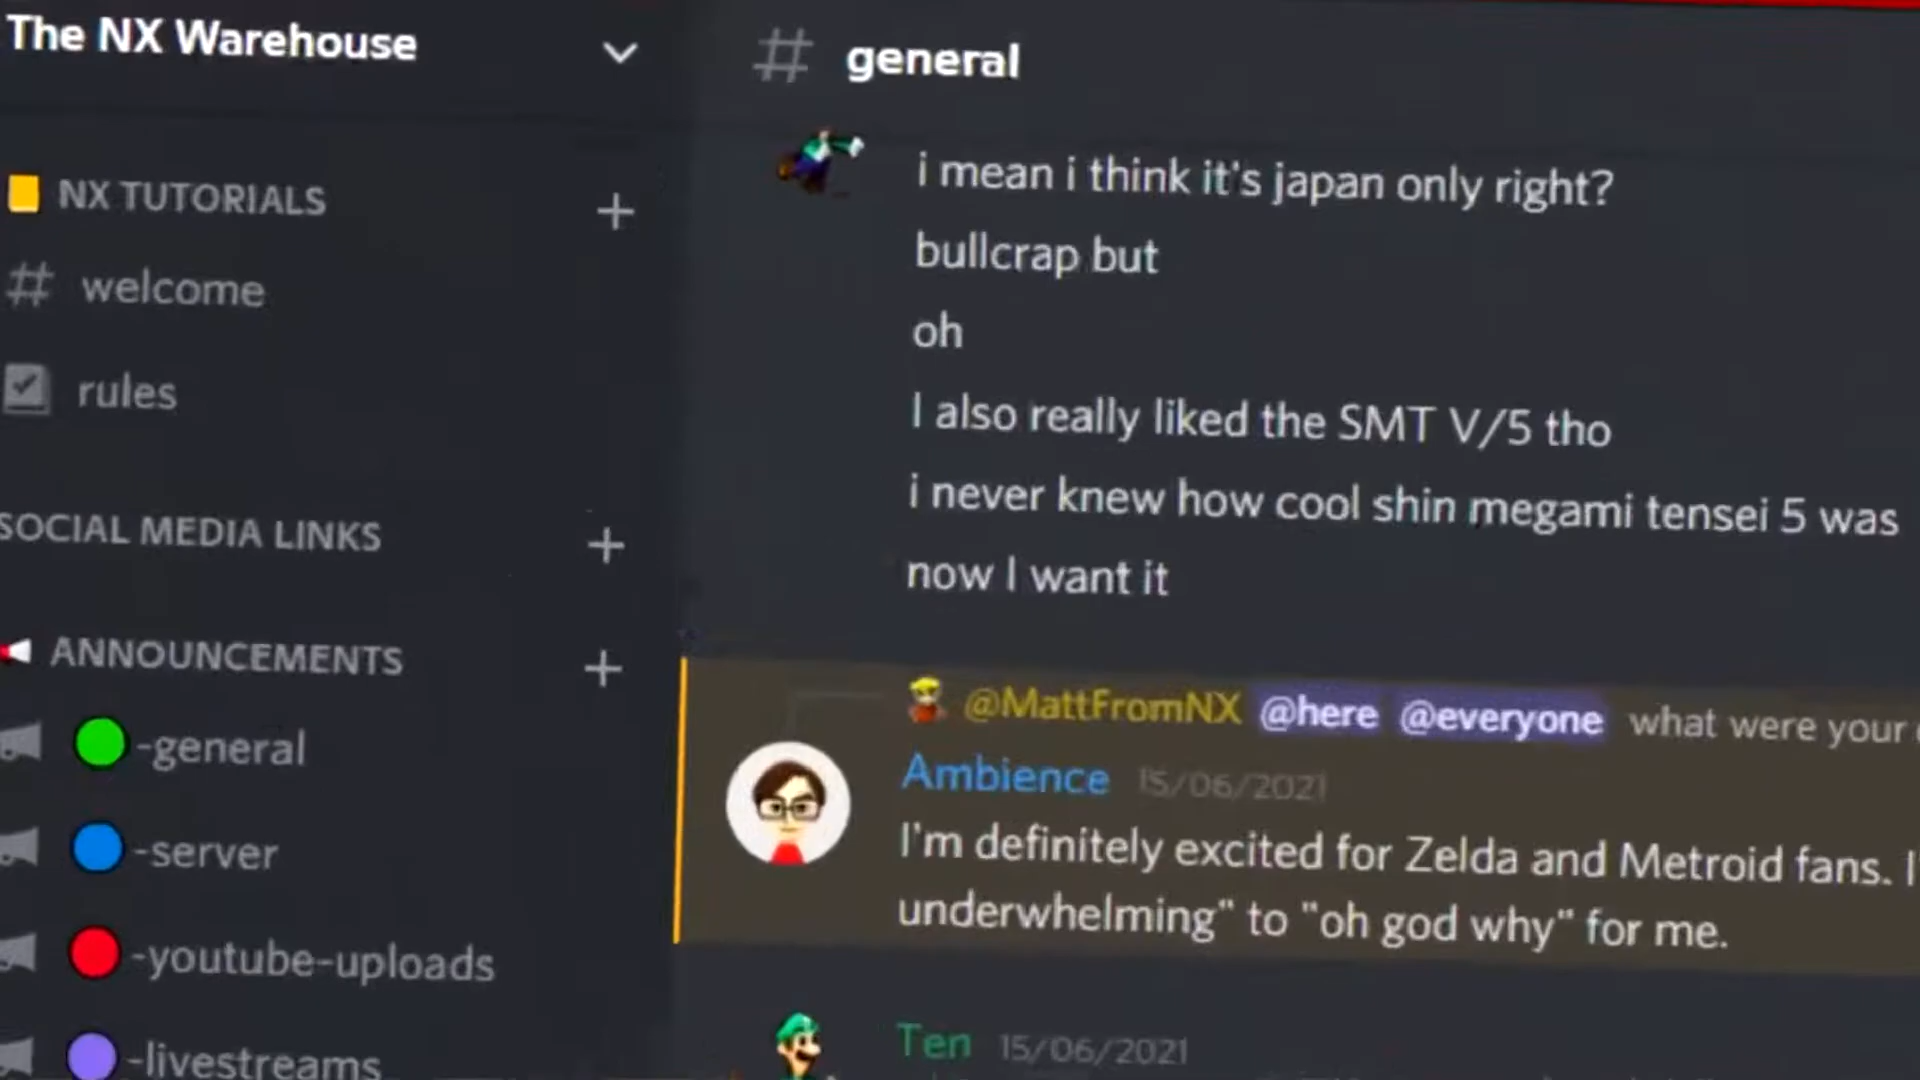 The NX Warehouse
NX TUTORIALS
welcome
rules
SOCIAL MEDIA LINKS
ANNOUNCEMENTS
-general
-server
-youtube-uploads
-livestreams
# general
i mean i think it's japan only right?
bullcrap but
oh
I also really liked the SMT V/5 tho
i never knew how cool shin megami tensei 5 was
now I want it
@MattFromNX @here @everyone what were your
Ambience 15/06/2021
I'm definitely excited for Zelda and Metroid fans.
underwhelming" to "oh god why" for me.
Ten 15/06/2021